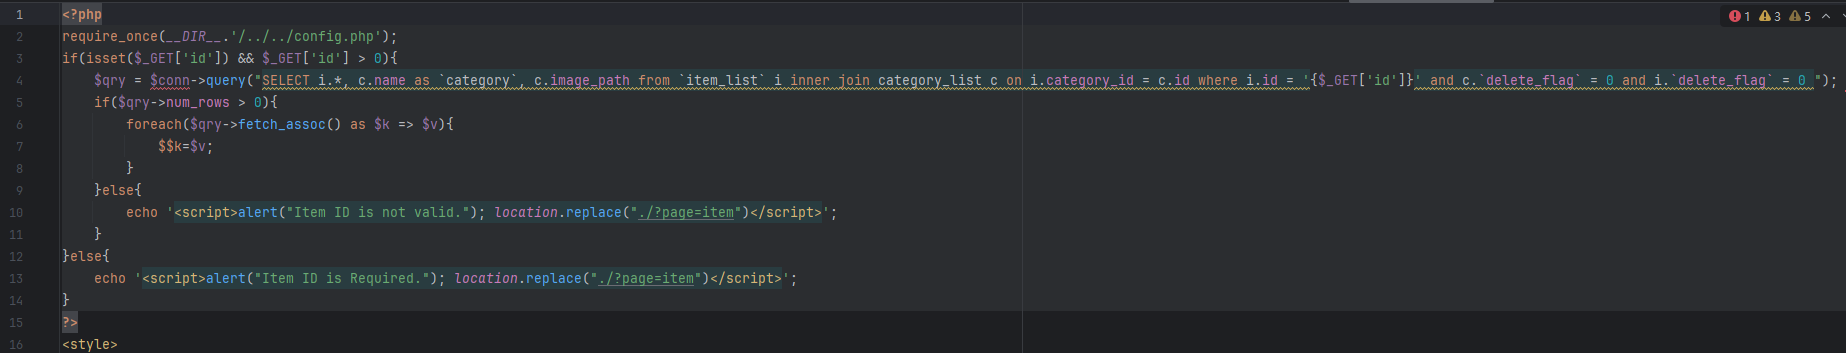 1 <?php
2 require_once(__DIR__.'/../../config.php');
3 if(isset($_GET['id']) && $_GET['id'] > 0){
4 $qry = $conn->query("SELECT i.*, c.name as `category`, c.image_path from `item_list` i inner join category_list c on i.category_id = c.id where i.id = '{$_GET['id']}' and c.`delete_flag` = 0 and i.`delete_flag` = 0 ");
5 if($qry->num_rows > 0){
6 foreach($qry->fetch_assoc() as $k => $v){
7 $$k=$v;
8 }
9 }else{
10 echo '<script>alert("Item ID is not valid."); location.replace("./?page=item")</script>';
11 }
12 }else{
13 echo '<script>alert("Item ID is Required."); location.replace("./?page=item")</script>';
14 }
15 ?>
16 <style>
1 3 5